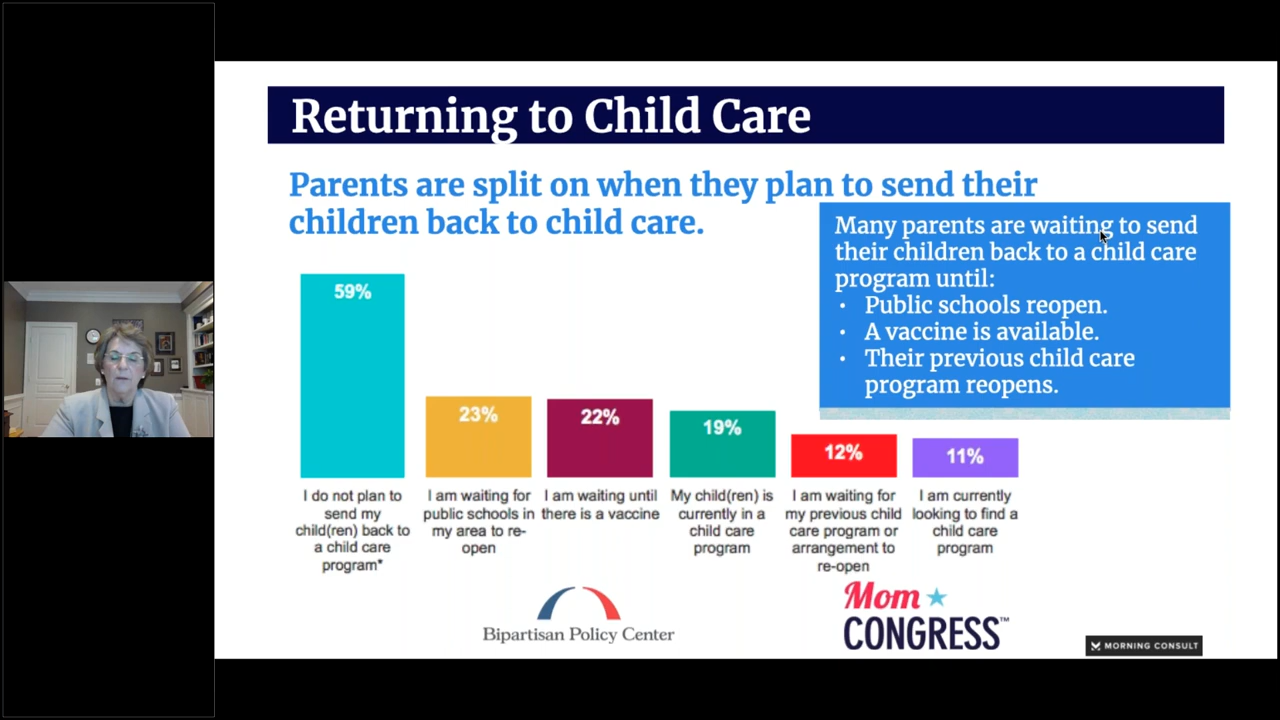 Returning to Child Care
Parents are split on when they plan to send their
children back to child care.
Many parents are waiting to send
their children back to a child care
program until:
• Public schools reopen.
• A vaccine is available.
• Their previous child care
program reopens.
59%
23%
22%
19%
12%
11%
I do not plan to
send my
child(ren) back to
a child care
program*
I am waiting for
public schools in
my area to re-
open
I am waiting until
there is a vaccine
My child(ren) is
currently in a
child care
program
I am waiting for
my previous child
care program or
arrangement to
re-open
I am currently
looking to find a
child care
program
Bipartisan Policy Center
Mom
CONGRESS™
MORNING CONSULT